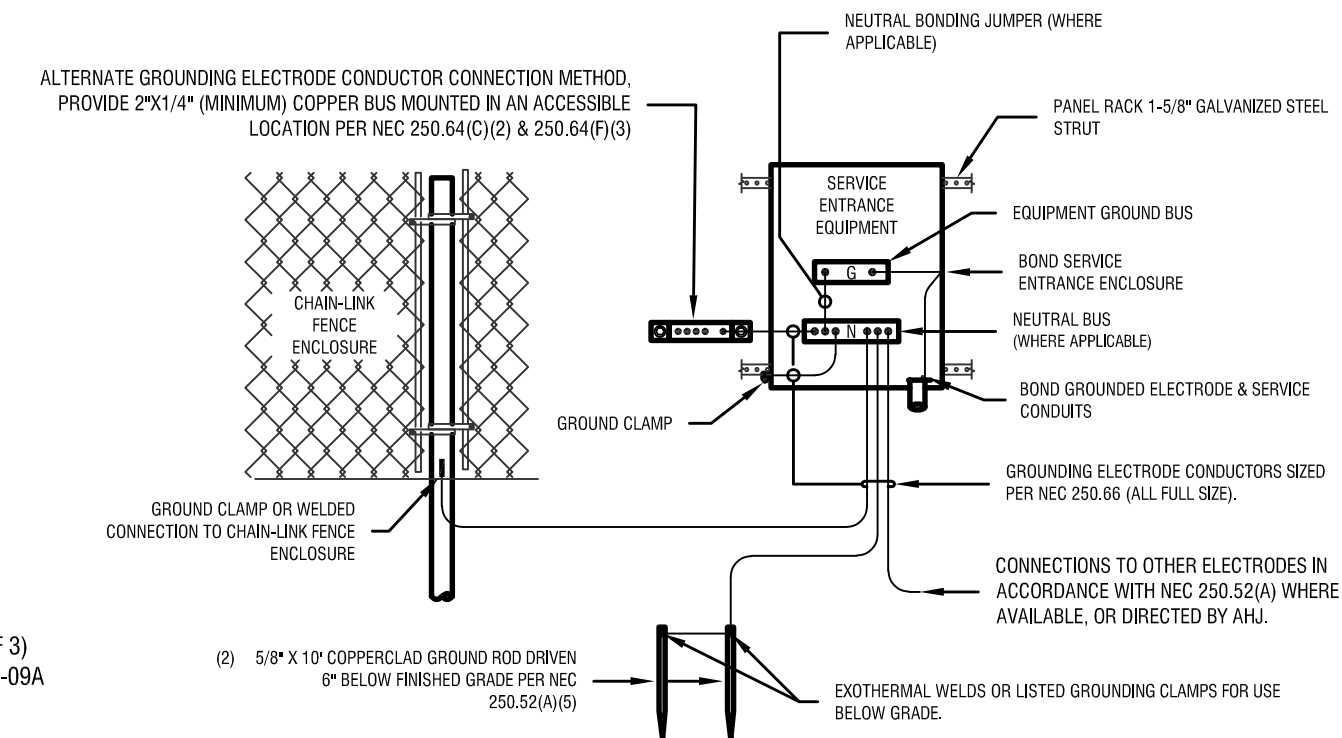 NEUTRAL BONDING JUMPER (WHERE
APPLICABLE)
ALTERNATE GROUNDING ELECTRODE CONDUCTOR CONNECTION METHOD,
PROVIDE 2"X1/4" (MINIMUM) COPPER BUS MOUNTED IN AN ACCESSIBLE
LOCATION PER NEC 250.64(C)(2) & 250.64(F)(3)
PANEL RACK 1-5/8" GALVANIZED STEEL
STRUT
SERVICE
ENTRANCE
EQUIPMENT
EQUIPMENT GROUND BUS
G
BOND SERVICE
ENTRANCE ENCLOSURE
CHAIN-LINK
FENCE
ENCLOSURE
N
NEUTRAL BUS
(WHERE APPLICABLE)
BOND GROUNDED ELECTRODE & SERVICE
CONDUITS
GROUND CLAMP
GROUNDING ELECTRODE CONDUCTORS SIZED
PER NEC 250.66 (ALL FULL SIZE).
GROUND CLAMP OR WELDED
CONNECTION TO CHAIN-LINK FENCE
ENCLOSURE
CONNECTIONS TO OTHER ELECTRODES IN
ACCORDANCE WITH NEC 250.52(A) WHERE
AVAILABLE, OR DIRECTED BY AHJ.
F 3)
-09A
(2) 5/8" X 10' COPPERCLAD GROUND ROD DRIVEN
6" BELOW FINISHED GRADE PER NEC
250.52(A)(5)
EXOTHERMAL WELDS OR LISTED GROUNDING CLAMPS FOR USE
BELOW GRADE.